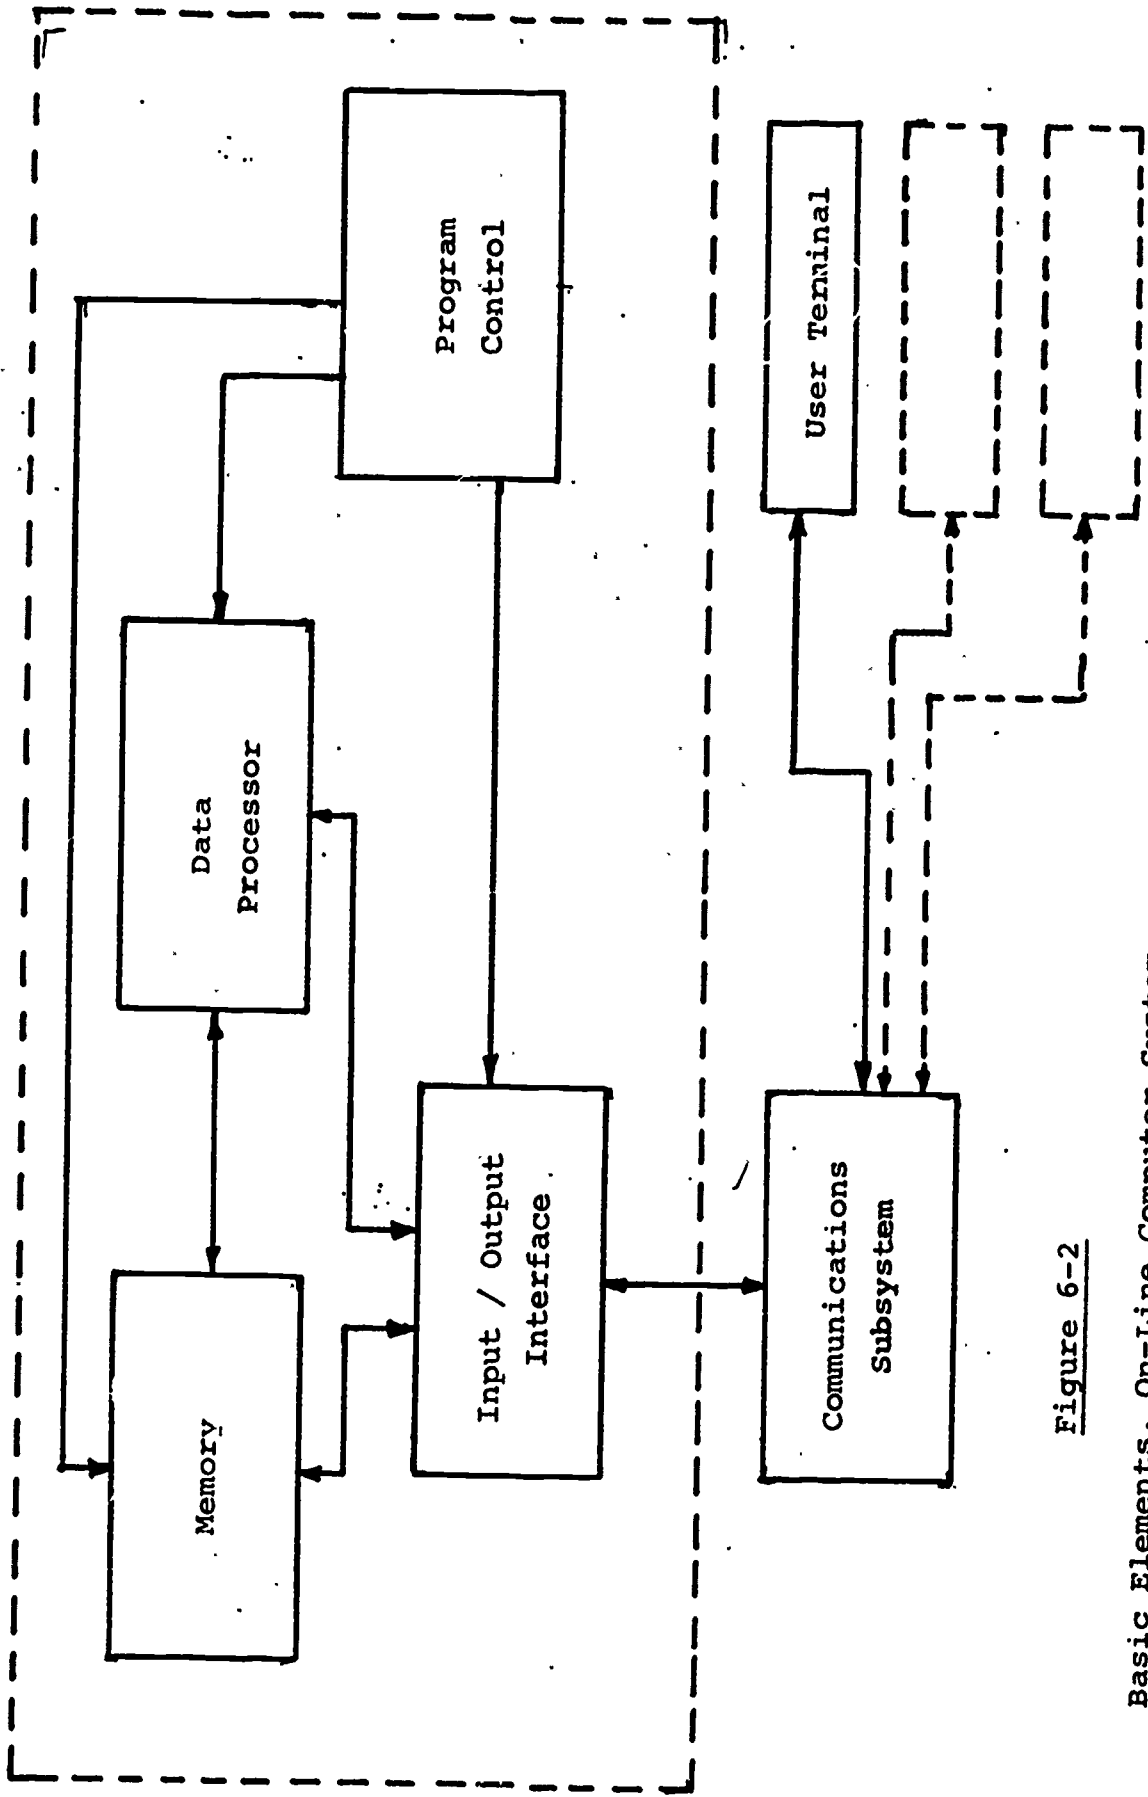 Memory
Data
Processor
Program
Control
Input / Output
Interface
Communications
Subsystem
User Terminal
Figure 6-2
Basic Elements, On-Line Computer System